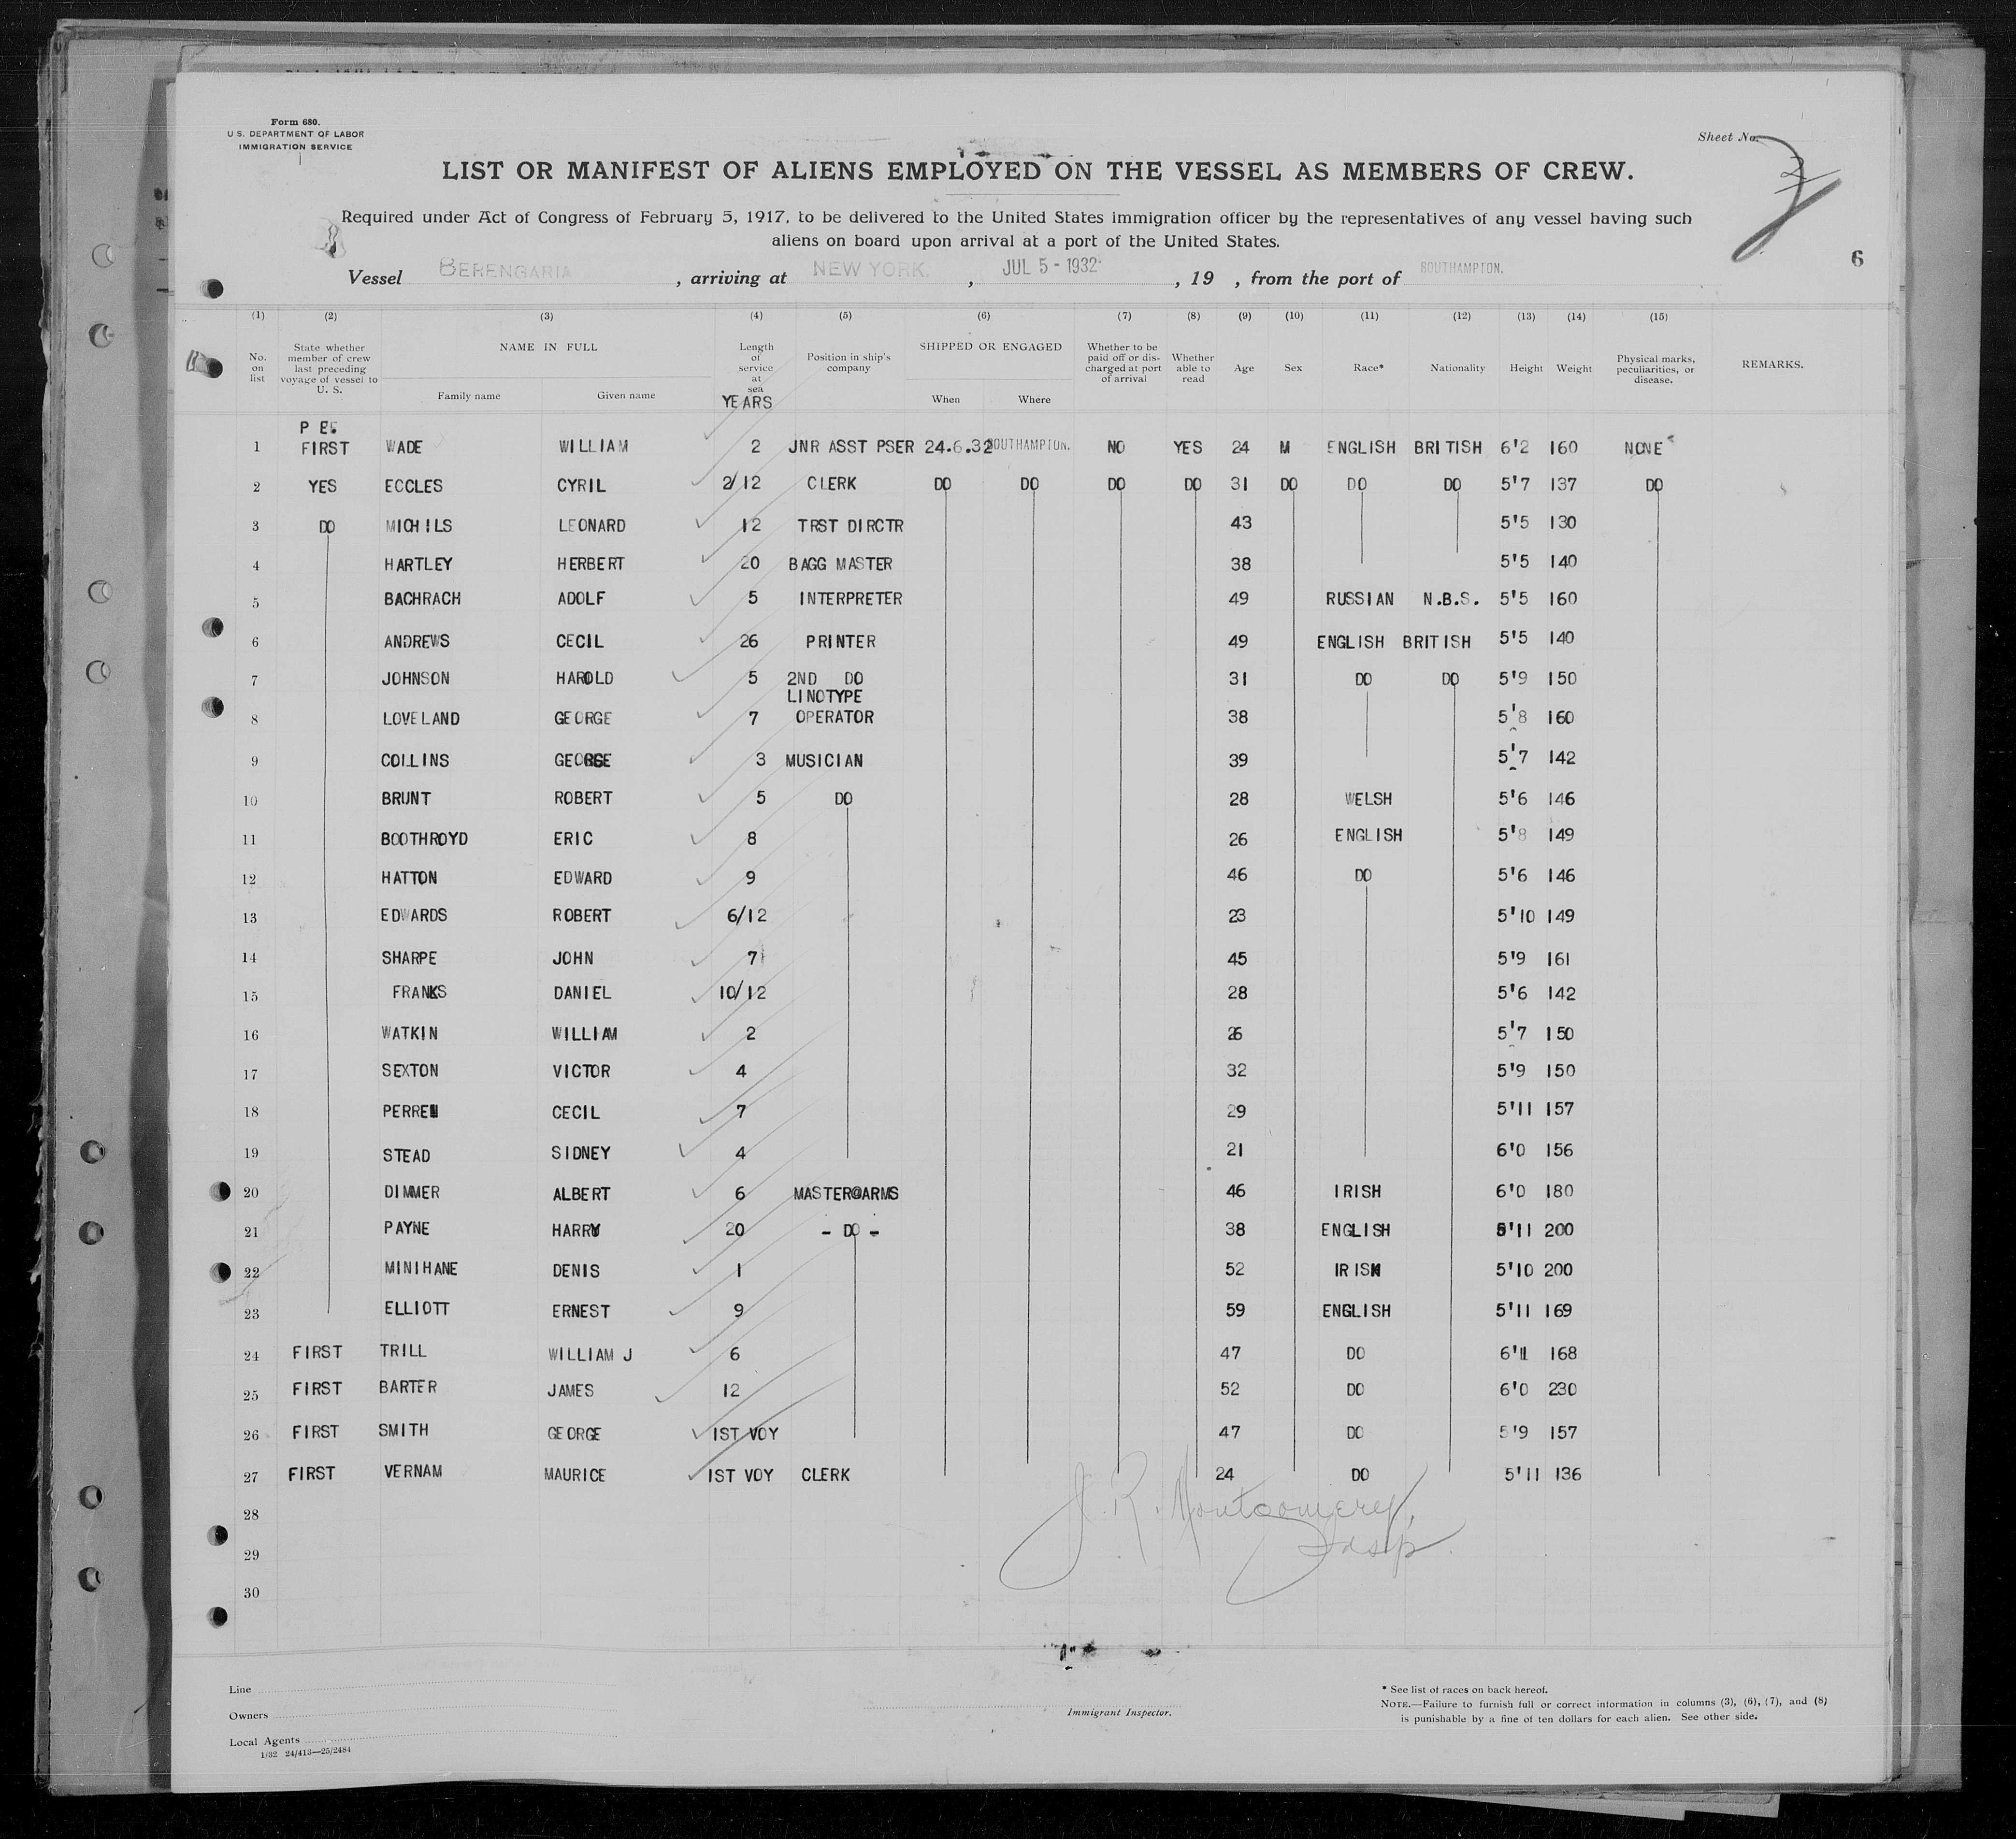 Form 680.
U. S. DEPARTMENT OF LABOR
IMMIGRATION SERVICE
Sheet No.
LIST OR MANIFEST OF ALIENS EMPLOYED ON THE VESSEL AS MEMBERS OF CREW.
Required under Act of Congress of February 5, 1917, to be delivered to the United States immigration officer by the representatives of any vessel having such
aliens on board upon arrival at a port of the United States.
6
Vessel BERENGARIA , arriving at NEW YORK. , JUL 5 - 1932 , 19 , from the port of SOUTHAMPTON.
(1) (2) (3) (4) (5) (6) (7) (8) (9) (10) (11) (12) (13) (14) (15)
No. on list State whether member of crew last preceding voyage of vessel to U. S. NAME IN FULL Family name Given name Length of service at sea YEARS Position in ship's company SHIPPED OR ENGAGED When Where Whether to be paid off or discharged at port of arrival Whether able to read Age Sex Race* Nationality Height Weight Physical marks, peculiarities, or disease. REMARKS.
1 FIRST WADE WILLIAM 2 JNR ASST PSER 24.6.32 SOUTHAMPTON. NO YES 24 M ENGLISH BRITISH 6'2 160 NONE
2 YES ECCLES CYRIL 2/12 CLERK DO DO DO DO 31 DO DO DO 5'7 137 DO
3 DO MICHILS LEONARD 12 TRST DIRCTR 43 5'5 130
4 HARTLEY HERBERT 20 BAGG MASTER 38 5'5 140
5 BACHRACH ADOLF 5 INTERPRETER 49 RUSSIAN N.B.S. 5'5 160
6 ANDREWS CECIL 26 PRINTER 49 ENGLISH BRITISH 5'5 140
7 JOHNSON HAROLD 5 2ND DO 31 DO DO 5'9 150
8 LOVELAND GEORGE 7 LINOTYPE OPERATOR 38 5'8 160
9 COLLINS GEORGE 3 MUSICIAN 39 5'7 142
10 BRUNT ROBERT 5 DO 28 WELSH 5'6 146
11 BOOTHROYD ERIC 8 26 ENGLISH 5'8 149
12 HATTON EDWARD 9 46 DO 5'6 146
13 EDWARDS ROBERT 6/12 23 5'10 149
14 SHARPE JOHN 7 45 5'9 161
15 FRANKS DANIEL 10/12 28 5'6 142
16 WATKIN WILLIAM 2 26 5'7 150
17 SEXTON VICTOR 4 32 5'9 150
18 PERREN CECIL 7 29 5'11 157
19 STEAD SIDNEY 4 21 6'0 156
20 DIMMER ALBERT 6 MASTER@ARMS 46 IRISH 6'0 180
21 PAYNE HARRY 20 - DO - 38 ENGLISH 5'11 200
22 MINIHANE DENIS 1 52 IRISH 5'10 200
23 ELLIOTT ERNEST 9 59 ENGLISH 5'11 169
24 FIRST TRILL WILLIAM J 6 47 DO 6'11 168
25 FIRST BARTER JAMES 12 52 DO 6'0 230
26 FIRST SMITH GEORGE 1ST VOY 47 DO 5'9 157
27 FIRST VERNAM MAURICE 1ST VOY CLERK 24 DO 5'11 136
28
29
30
J. R. Montgomery,
Insp.
Line
Owners
Local Agents
1/32 24/413—25/2484
Immigrant Inspector.
* See list of races on back hereof.
NOTE.—Failure to furnish full or correct information in columns (3), (6), (7), and (8)
is punishable by a fine of ten dollars for each alien. See other side.